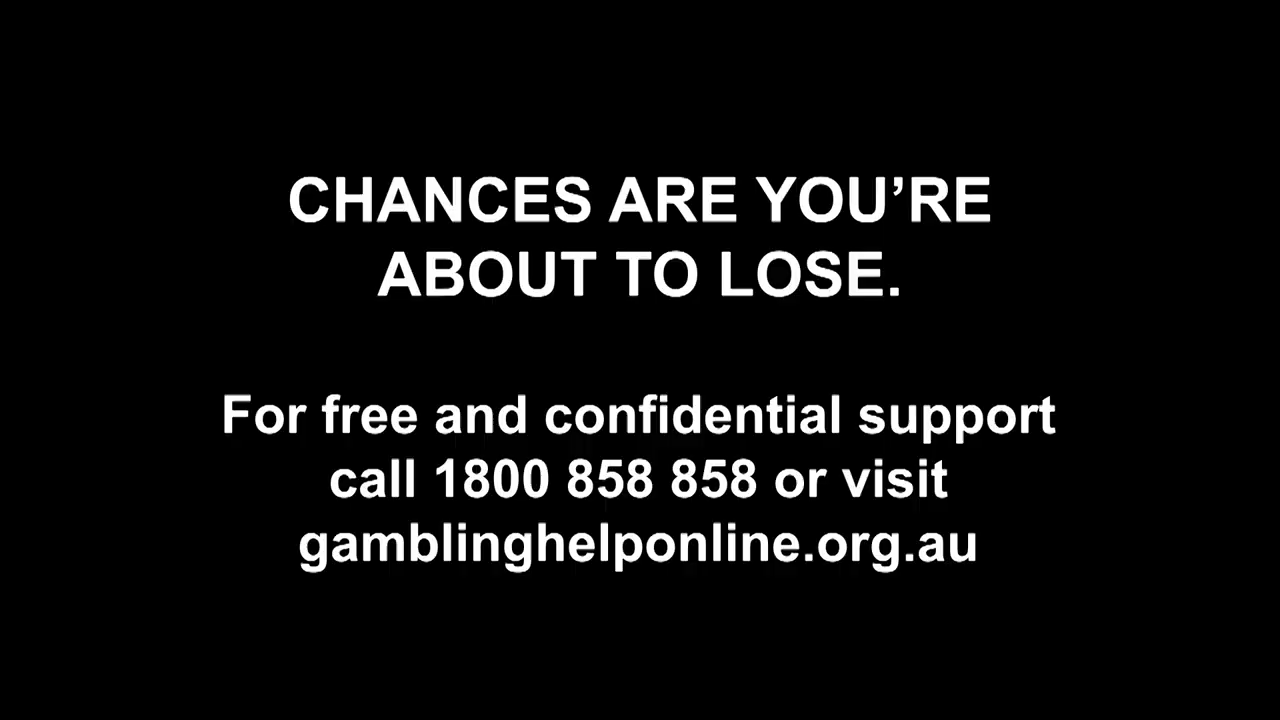 CHANCES ARE YOU’RE
ABOUT TO LOSE.
For free and confidential support
call 1800 858 858 or visit
gamblinghelponline.org.au